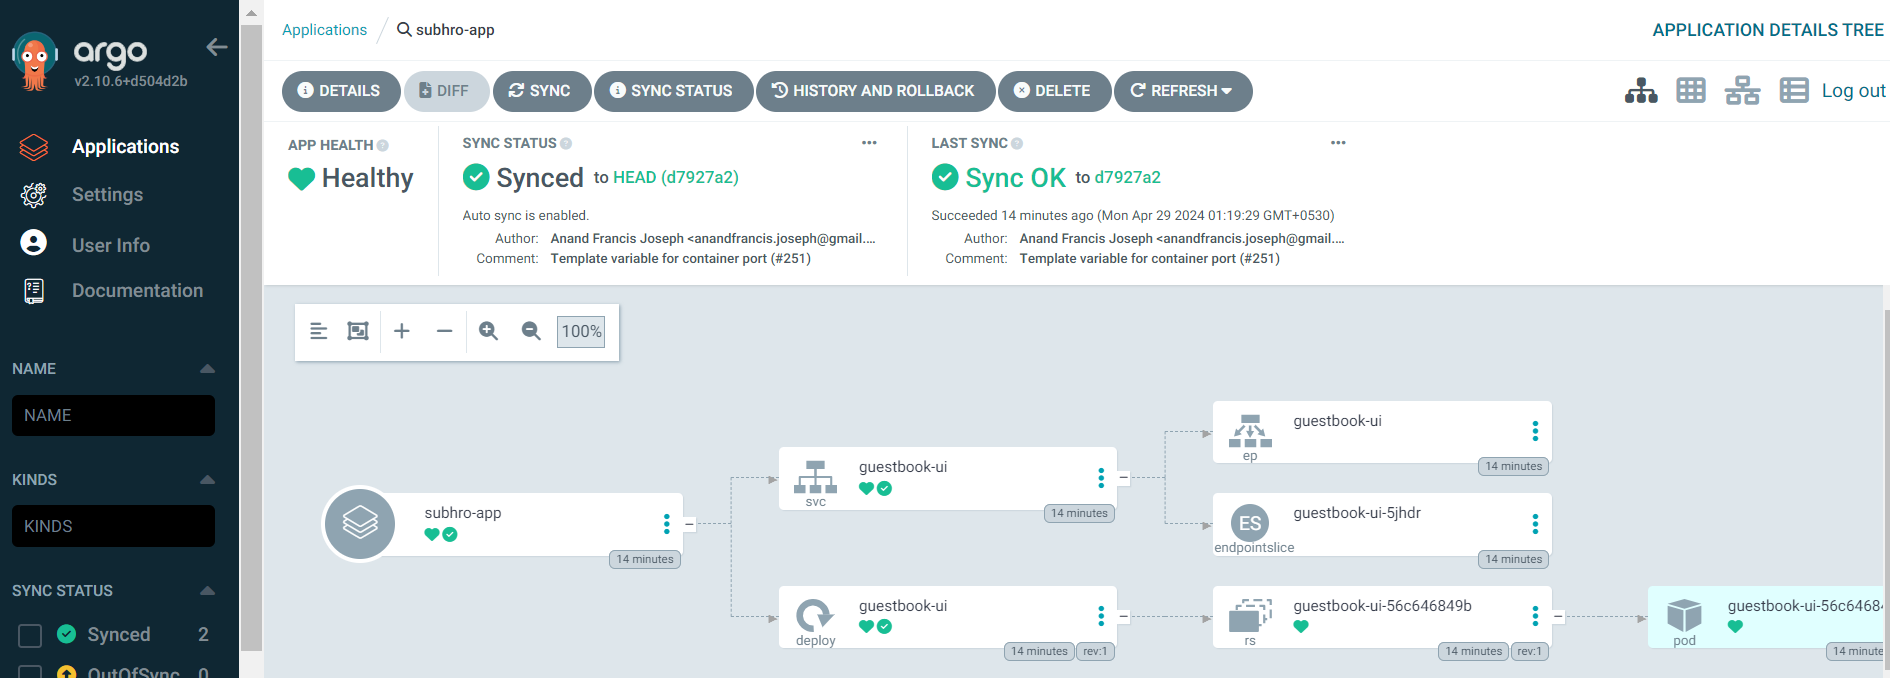 argo
v2.10.6+d504d2b
Applications
Settings
User Info
Documentation
NAME
NAME
KINDS
KINDS
SYNC STATUS
Synced 2
OutOfSync 0
Applications / subhro-app
APPLICATION DETAILS TREE
DETAILS DIFF SYNC SYNC STATUS HISTORY AND ROLLBACK DELETE REFRESH
Log out
APP HEALTH
Healthy
SYNC STATUS
Synced to HEAD (d7927a2)
Auto sync is enabled.
Author: Anand Francis Joseph <anandfrancis.joseph@gmail....
Comment: Template variable for container port (#251)
LAST SYNC
Sync OK to d7927a2
Succeeded 14 minutes ago (Mon Apr 29 2024 01:19:29 GMT+0530)
Author: Anand Francis Joseph <anandfrancis.joseph@gmail....
Comment: Template variable for container port (#251)
100%
subhro-app
14 minutes
guestbook-ui
svc
14 minutes
guestbook-ui
ep
14 minutes
ES
guestbook-ui-5jhdr
endpointslice
14 minutes
guestbook-ui
deploy
14 minutes rev:1
guestbook-ui-56c646849b
rs
14 minutes rev:1
guestbook-ui-56c64684
pod
14 minute